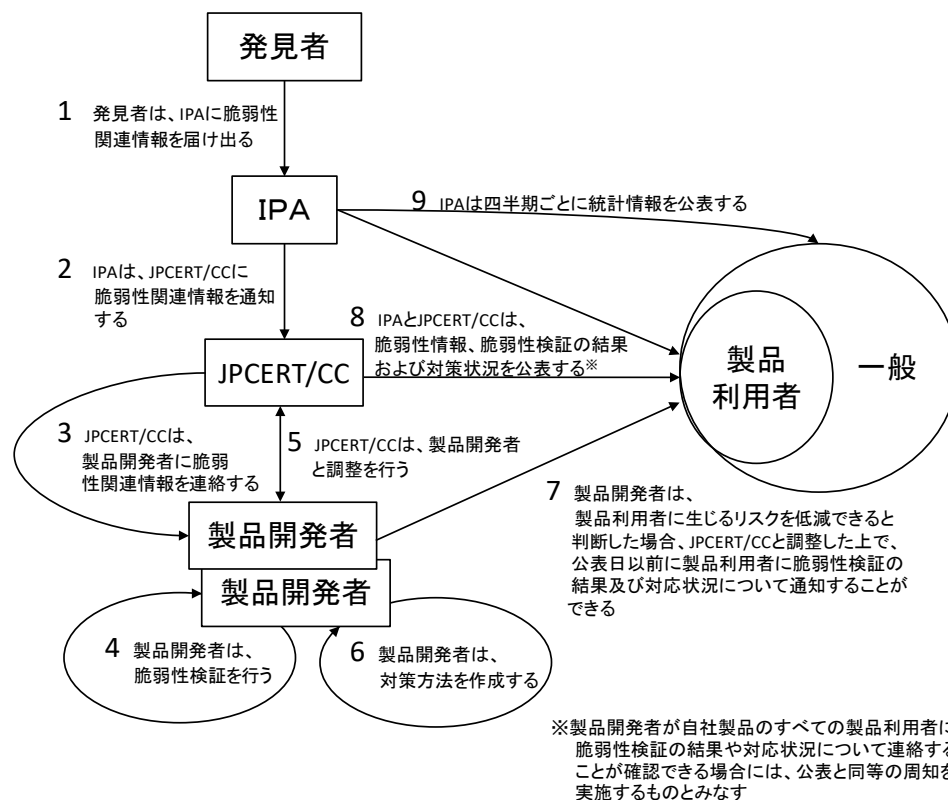 発見者
1 発見者は、IPAに脆弱性
関連情報を届け出る
IPA
9 IPAは四半期ごとに統計情報を公表する
2 IPAは、JPCERT/CCに
脆弱性関連情報を通知
する
8 IPAとJPCERT/CCは、
脆弱性情報、脆弱性検証の結果
および対策状況を公表する※
JPCERT/CC
製品
利用者
一般
3 JPCERT/CCは、
製品開発者に脆弱
性関連情報を連絡する
5 JPCERT/CCは、製品開発者
と調整を行う
7 製品開発者は、
製品利用者に生じるリスクを低減できると
判断した場合、JPCERT/CCと調整した上で、
公表日以前に製品利用者に脆弱性検証の
結果及び対応状況について通知することが
できる
製品開発者
製品開発者
4 製品開発者は、
脆弱性検証を行う
6 製品開発者は、
対策方法を作成する
※製品開発者が自社製品のすべての製品利用者に
脆弱性検証の結果や対応状況について連絡する
ことが確認できる場合には、公表と同等の周知を
実施するものとみなす